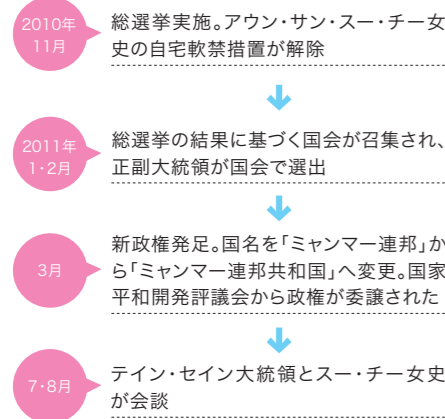 2010年
11月
総選挙実施。アウン・サン・スー・チー女
史の自宅軟禁措置が解除
2011年
1・2月
総選挙の結果に基づく国会が召集され、
正副大統領が国会で選出
3月
新政権発足。国名を「ミャンマー連邦」か
ら「ミャンマー連邦共和国」へ変更。国家
平和開発評議会から政権が委譲された
7・8月
テイン・セイン大統領とスー・チー女史
が会談